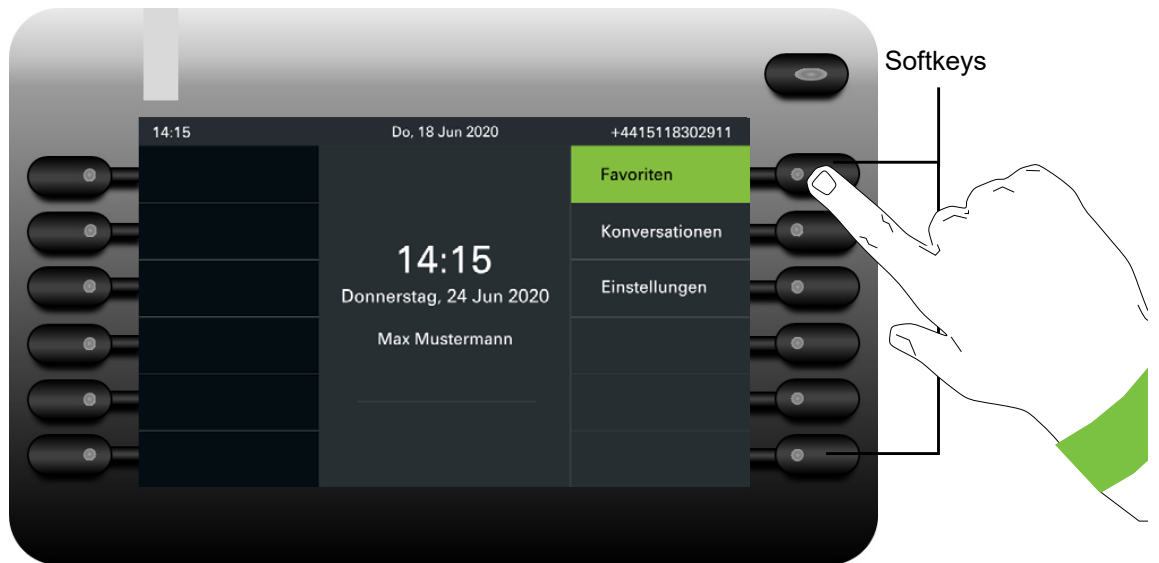 Softkeys
14:15
Do, 18 Jun 2020
+4415118302911
Favoriten
Konversationen
14:15
Donnerstag, 24 Jun 2020
Einstellungen
Max Mustermann